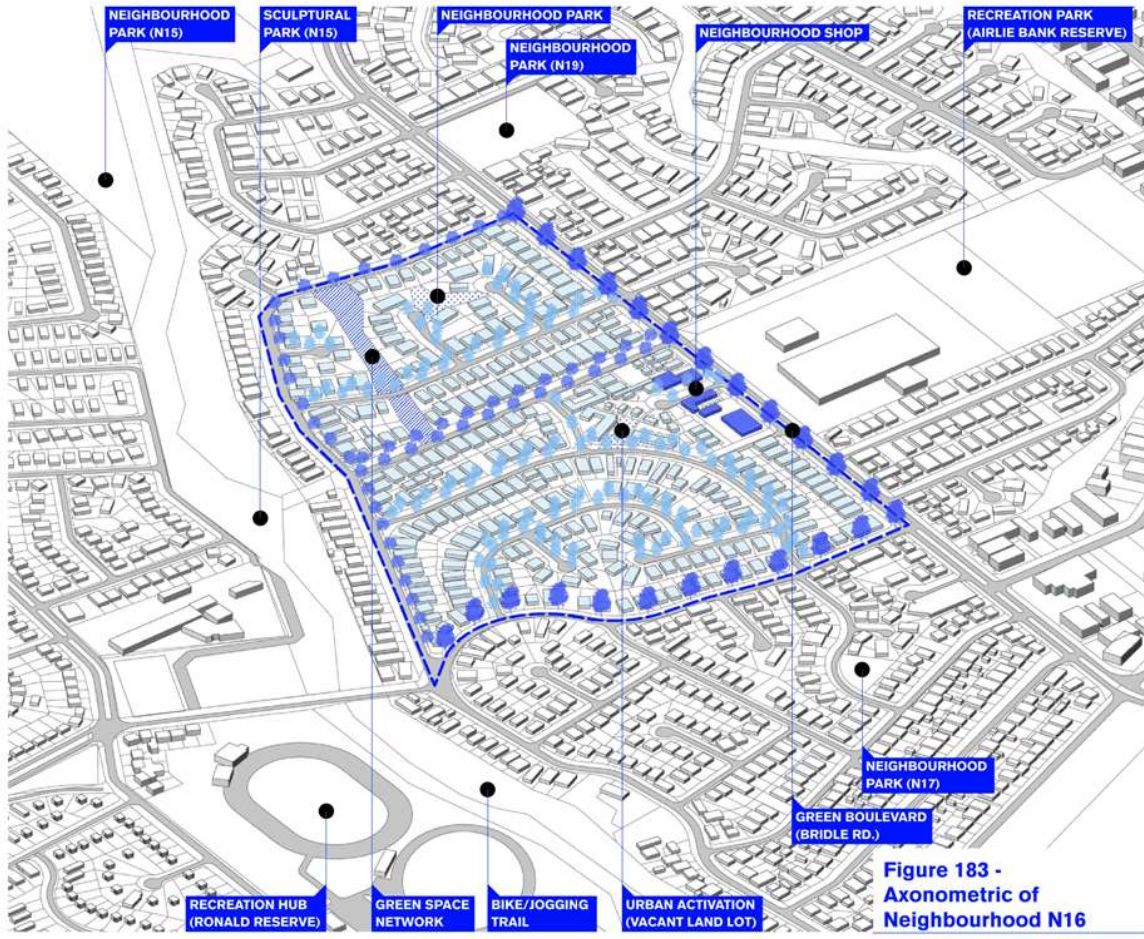 NEIGHBOURHOOD
PARK (N15)
SCULPTURAL
PARK (N15)
NEIGHBOURHOOD PARK
NEIGHBOURHOOD
PARK (N19)
NEIGHBOURHOOD SHOP
RECREATION PARK
(AIRLIE BANK RESERVE)
NEIGHBOURHOOD
PARK (N17)
GREEN BOULEVARD
(BRIDLE RD.)
RECREATION HUB
(RONALD RESERVE)
GREEN SPACE
NETWORK
BIKE/JOGGING
TRAIL
URBAN ACTIVATION
(VACANT LAND LOT)
Figure 183 -
Axonometric of
Neighbourhood N16